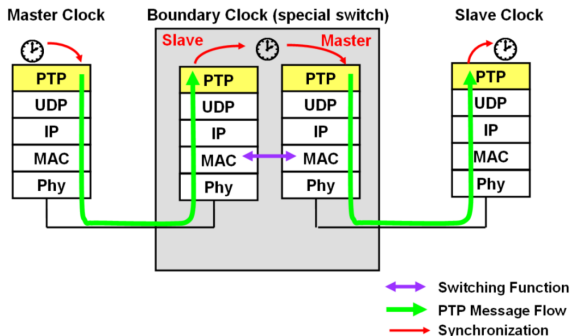 Master Clock
Boundary Clock (special switch)
Slave Clock
Slave
Master
PTP
UDP
IP
MAC
Phy
PTP
UDP
IP
MAC
Phy
PTP
UDP
IP
MAC
Phy
PTP
UDP
IP
MAC
Phy
Switching Function
PTP Message Flow
Synchronization